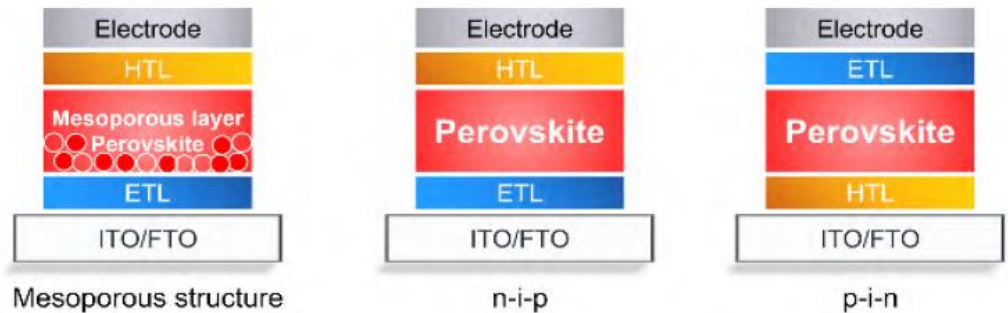 Electrode
HTL
Mesoporous layer
Perovskite
ETL
ITO/FTO
Mesoporous structure
Electrode
HTL
Perovskite
ETL
ITO/FTO
n-i-p
Electrode
ETL
Perovskite
HTL
ITO/FTO
p-i-n